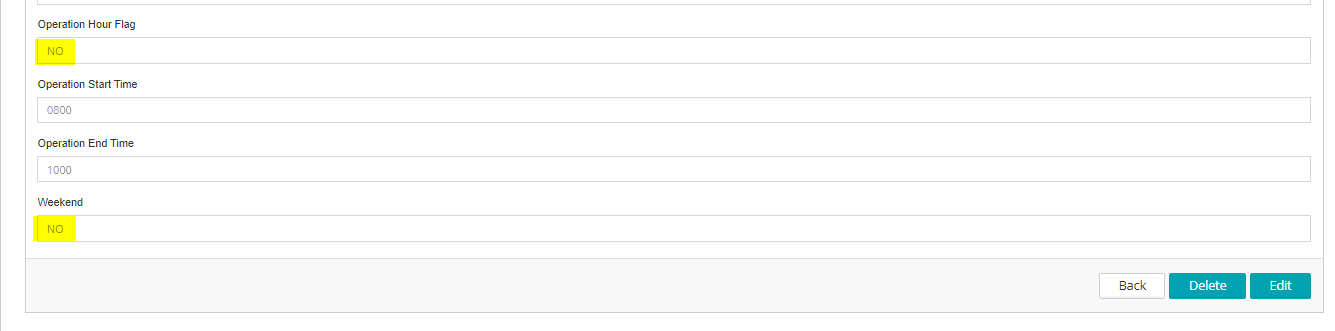 Operation Hour Flag
NO
Operation Start Time
0800
Operation End Time
1000
Weekend
NO
Back Delete Edit